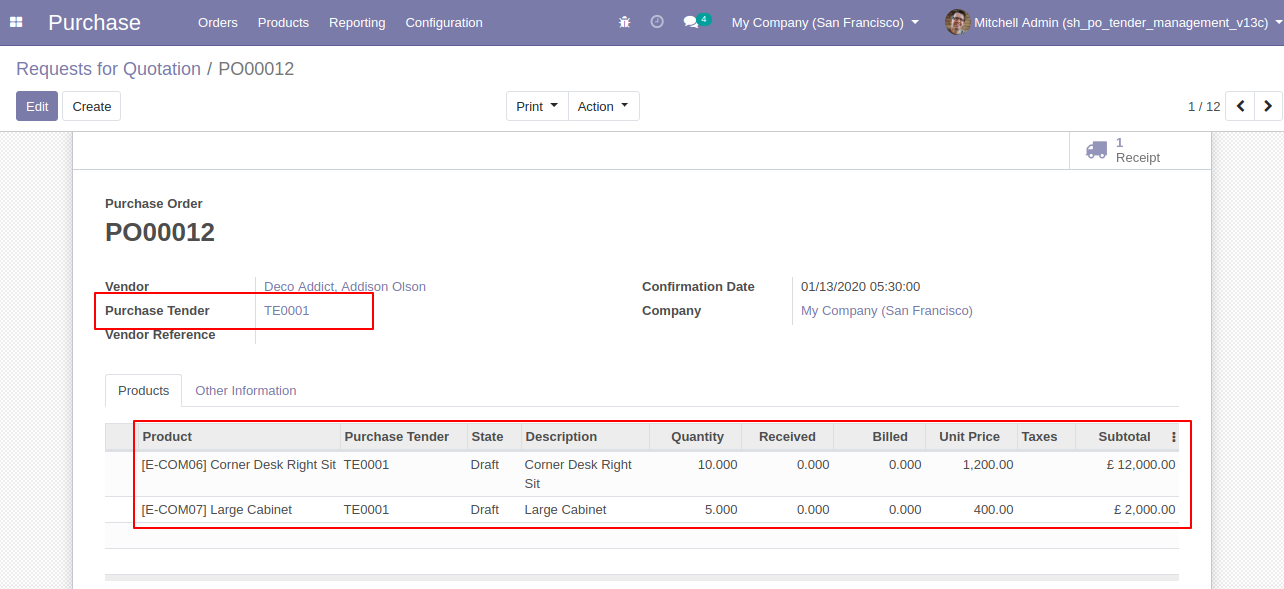 Purchase Orders Products Reporting Configuration 4 My Company (San Francisco) Mitchell Admin (sh_po_tender_management_v13c)
Requests for Quotation / PO00012
Edit Create Print Action 1 / 12
1
Receipt
Purchase Order
PO00012
Vendor Deco Addict, Addison Olson Confirmation Date 01/13/2020 05:30:00
Purchase Tender TE0001 Company My Company (San Francisco)
Vendor Reference
Products Other Information
Product Purchase Tender State Description Quantity Received Billed Unit Price Taxes Subtotal
[E-COM06] Corner Desk Right Sit TE0001 Draft Corner Desk Right 10.000 0.000 0.000 1,200.00 £ 12,000.00
Sit
[E-COM07] Large Cabinet TE0001 Draft Large Cabinet 5.000 0.000 0.000 400.00 £ 2,000.00